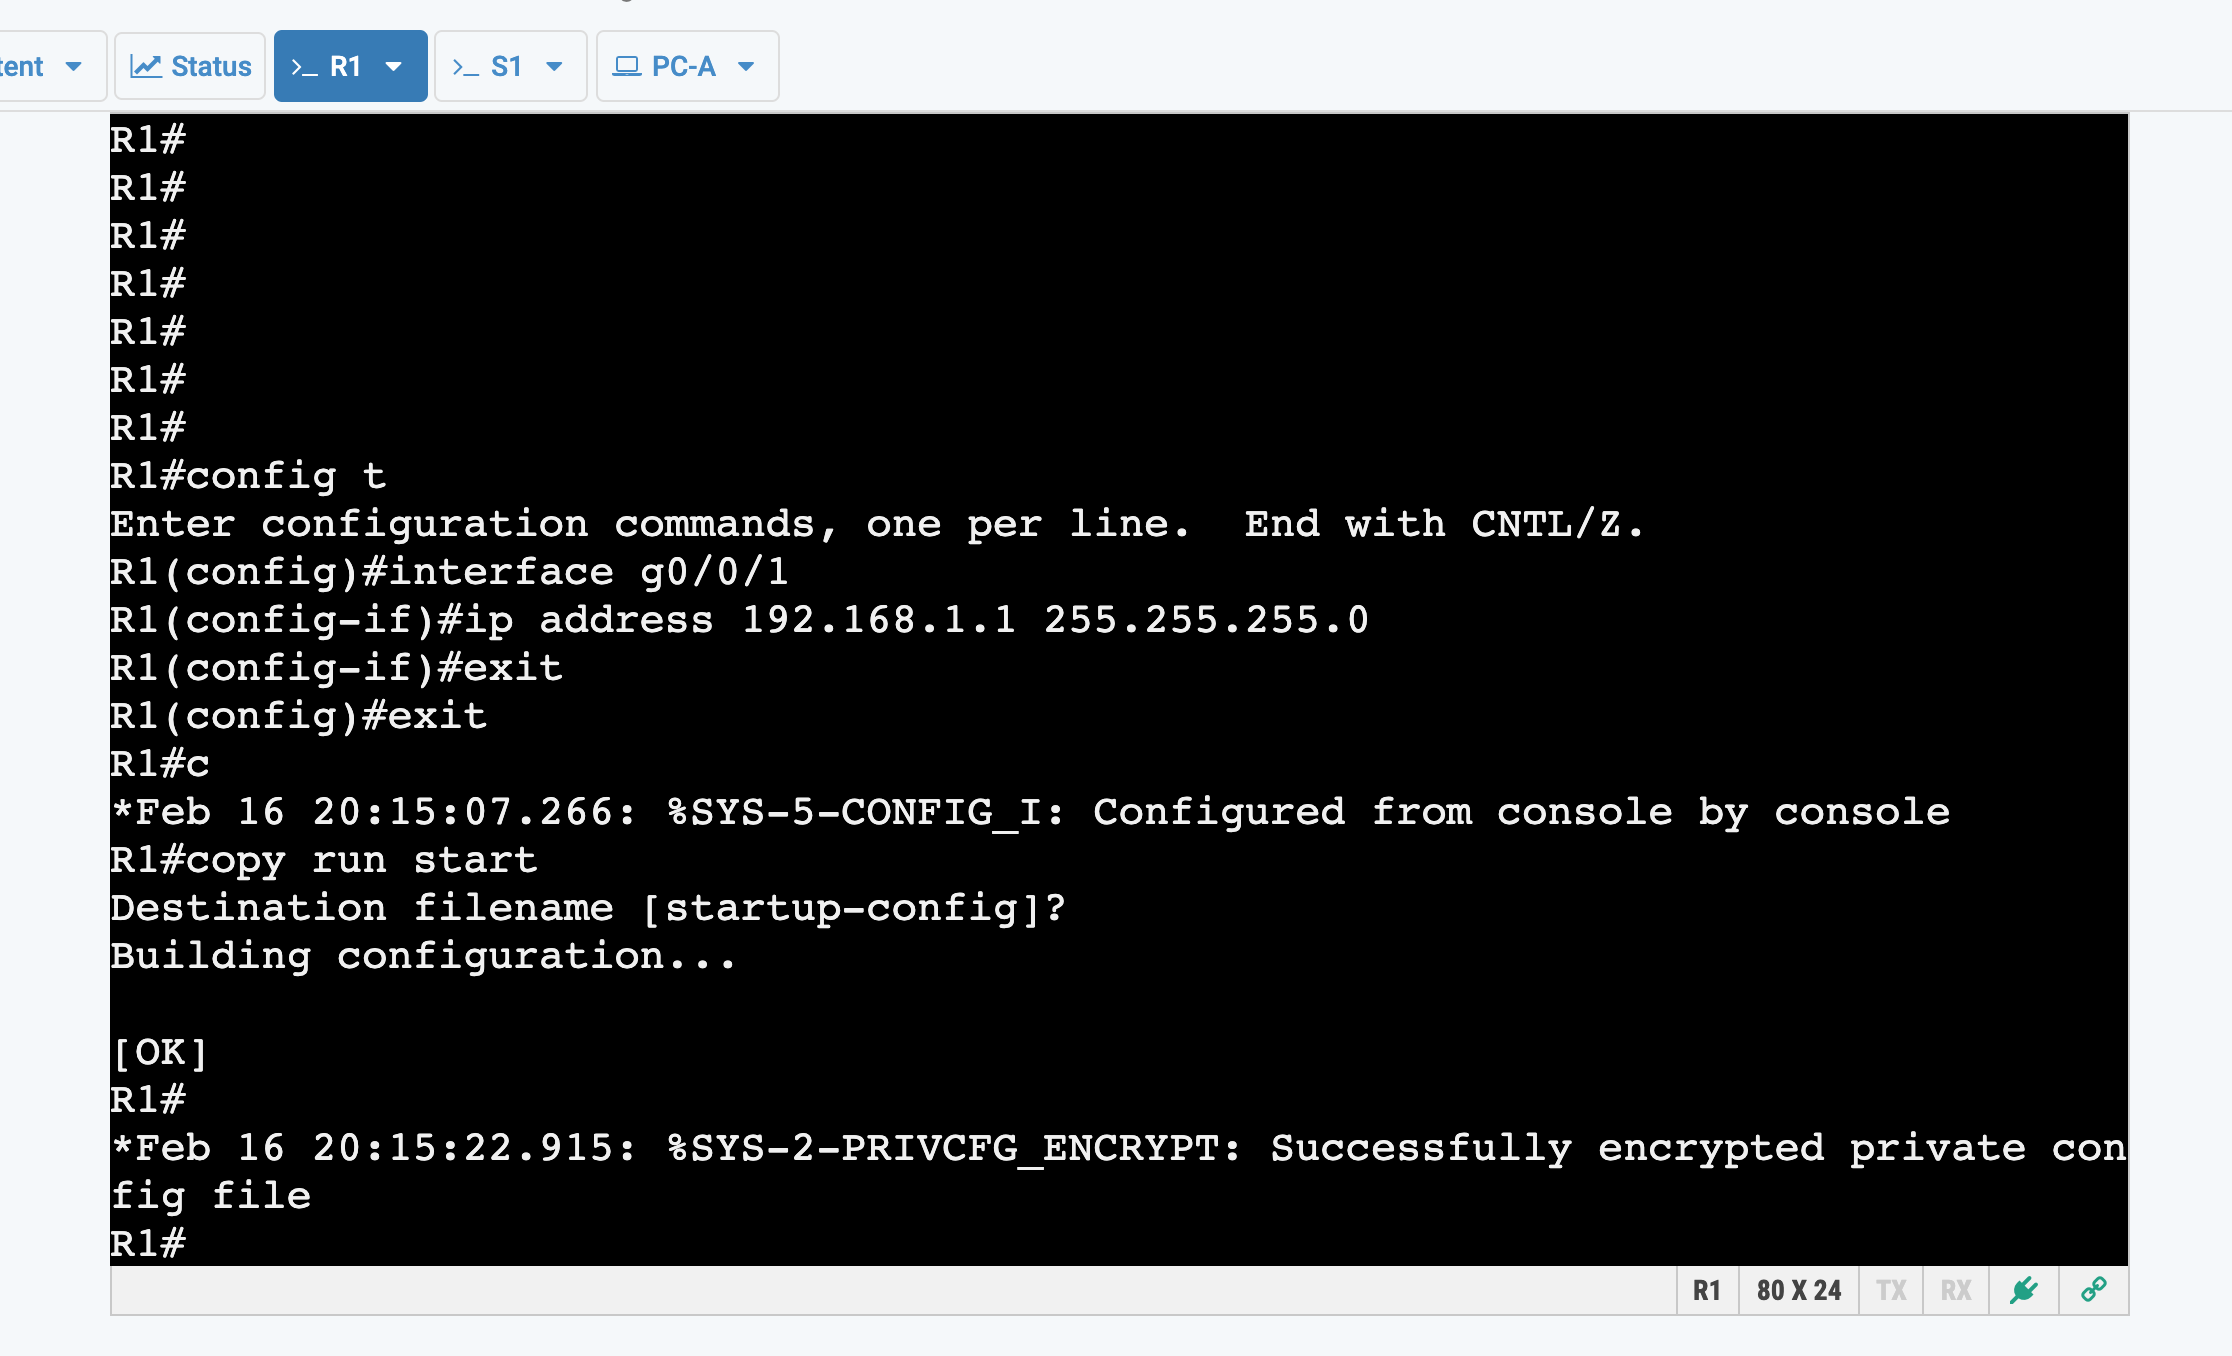 Status
R1
S1
PC-A
R1#
R1#
R1#
R1#
R1#
R1#
R1#
R1#config t
Enter configuration commands, one per line.  End with CNTL/Z.
R1(config)#interface g0/0/1
R1(config-if)#ip address 192.168.1.1 255.255.255.0
R1(config-if)#exit
R1(config)#exit
R1#c
*Feb 16 20:15:07.266: %SYS-5-CONFIG_I: Configured from console by console
R1#copy run start
Destination filename [startup-config]?
Building configuration...
[OK]
R1#
*Feb 16 20:15:22.915: %SYS-2-PRIVCFG_ENCRYPT: Successfully encrypted private con
fig file
R1#
R1
80 X 24
TX
RX